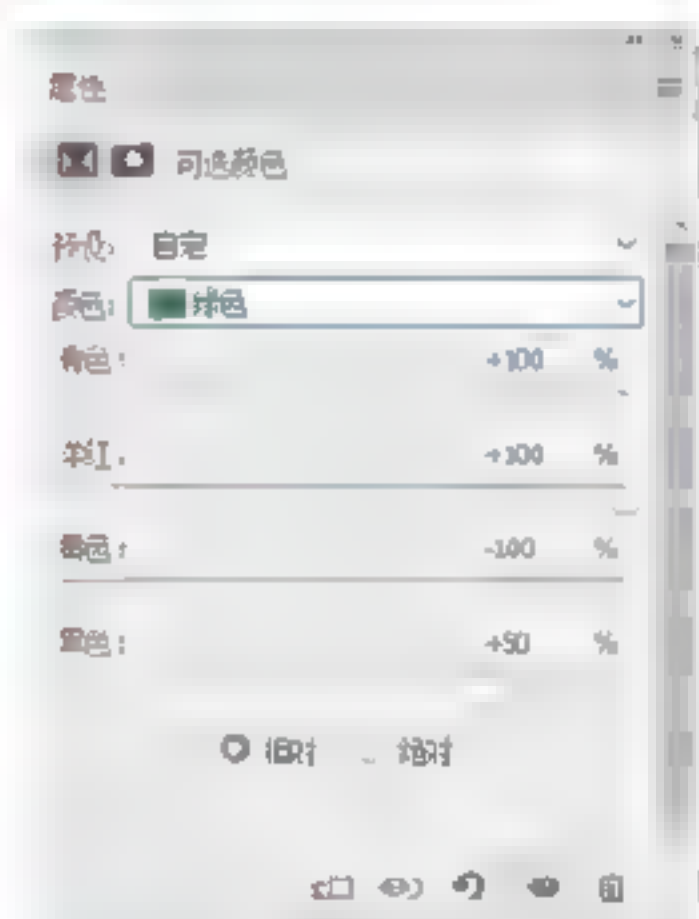 属性
可选颜色
预设: 自定
颜色: 绿色
青色: +100 %
洋红: +100 %
黄色: -100 %
黑色: +50 %
相对 绝对